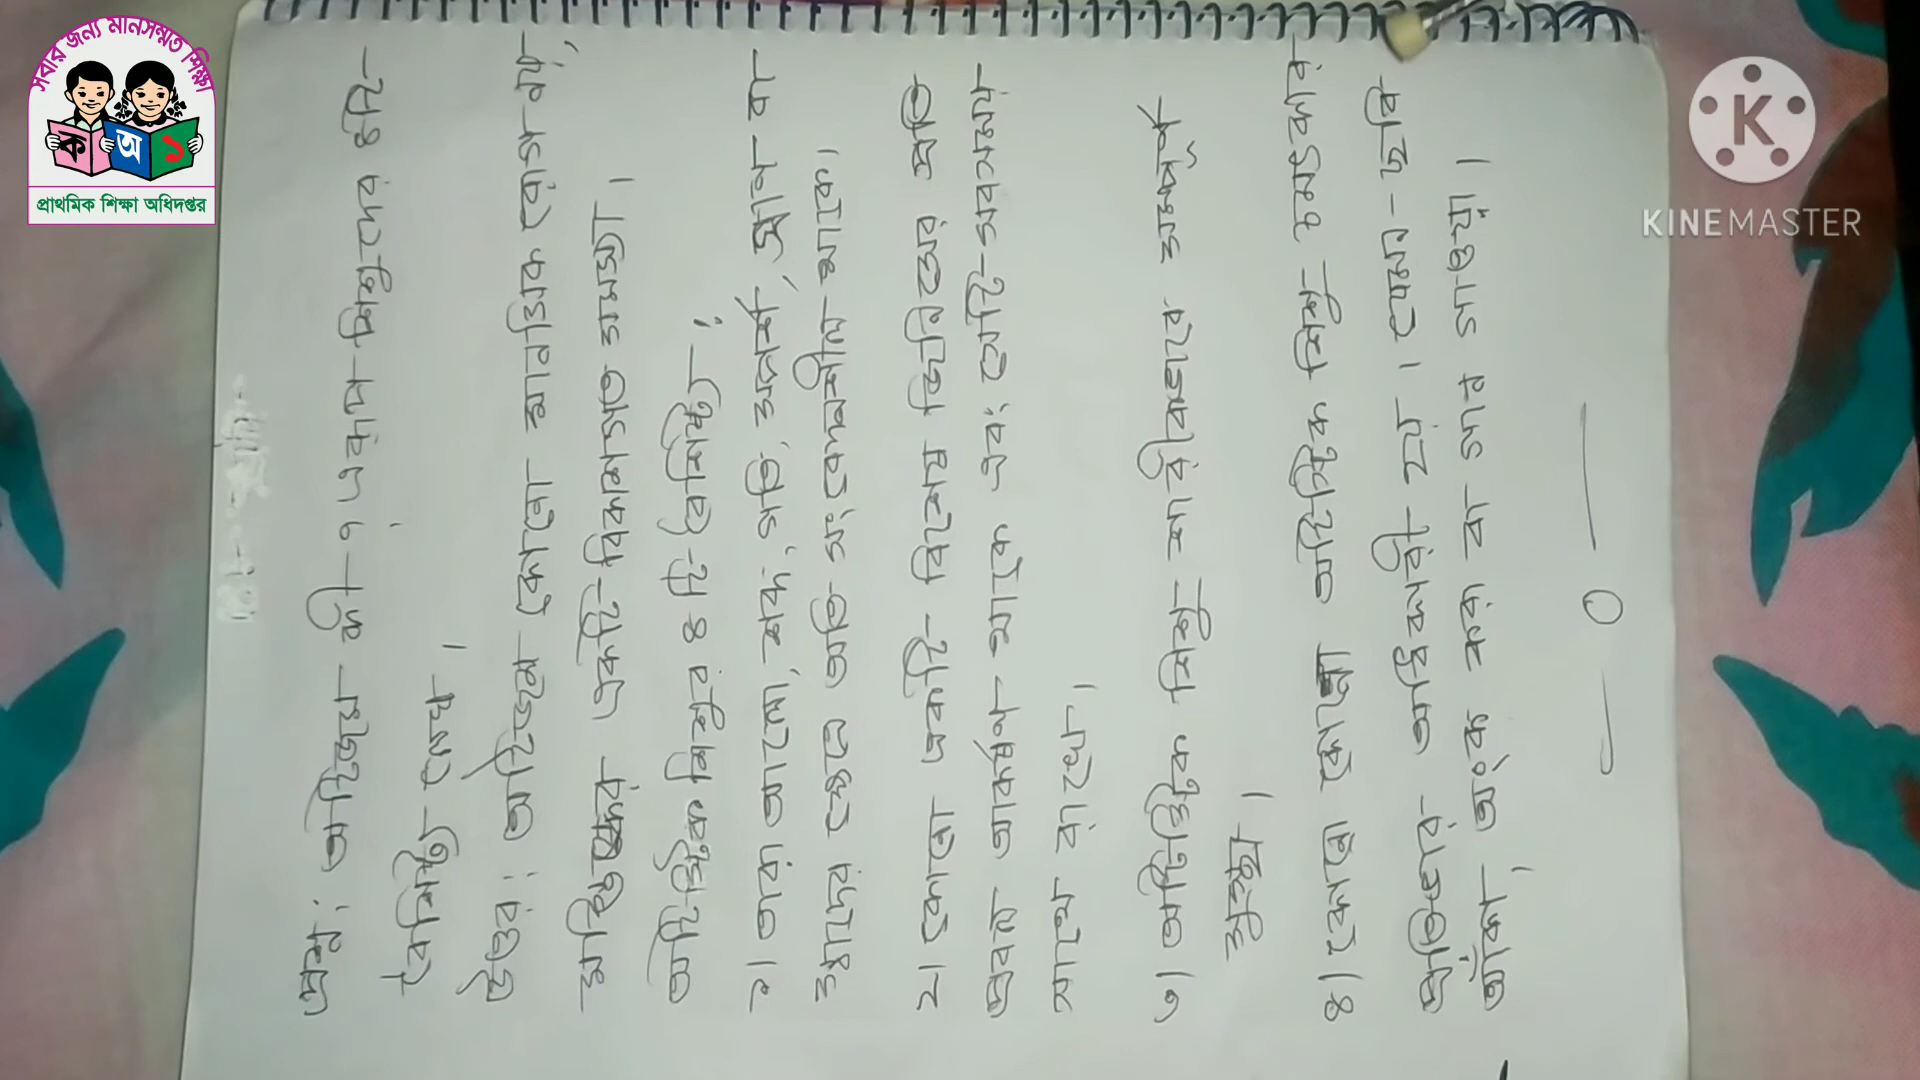 সবার জন্য মানসম্মত শিক্ষা
ক অ ১
প্রাথমিক শিক্ষা অধিদপ্তর
K
KINEMASTER
প্রশ্ন: অটিজম কী? এরূপ শিশুদের ৪টি
বৈশিষ্ট্য লেখ।
উত্তর: অটিজম কোনো মানসিক রোগ নয়,
মস্তিষ্কের একটি বিকাশগত সমস্যা।
অটিস্টিক শিশুর ৪টি বৈশিষ্ট্য:
১। তারা আলো, শব্দ, গতি, স্পর্শ, ঘ্রাণ বা
স্বাদের ক্ষেত্রে অতি সংবেদনশীল থাকে।
২। কোনো একটি বিশেষ জিনিসের প্রতি
প্রবল আকর্ষণ থাকে এবং সেটি সবসময়
সাথে রাখে।
৩। অটিস্টিক শিশু শারীরিকভাবে সম্পূর্ণ
সুস্থ।
৪। কোনো কোনো অটিস্টিক শিশু চমৎকার
প্রতিভার অধিকারী হয়। যেমন - ছবি
আঁকা, অংক করা বা গান গাওয়া।